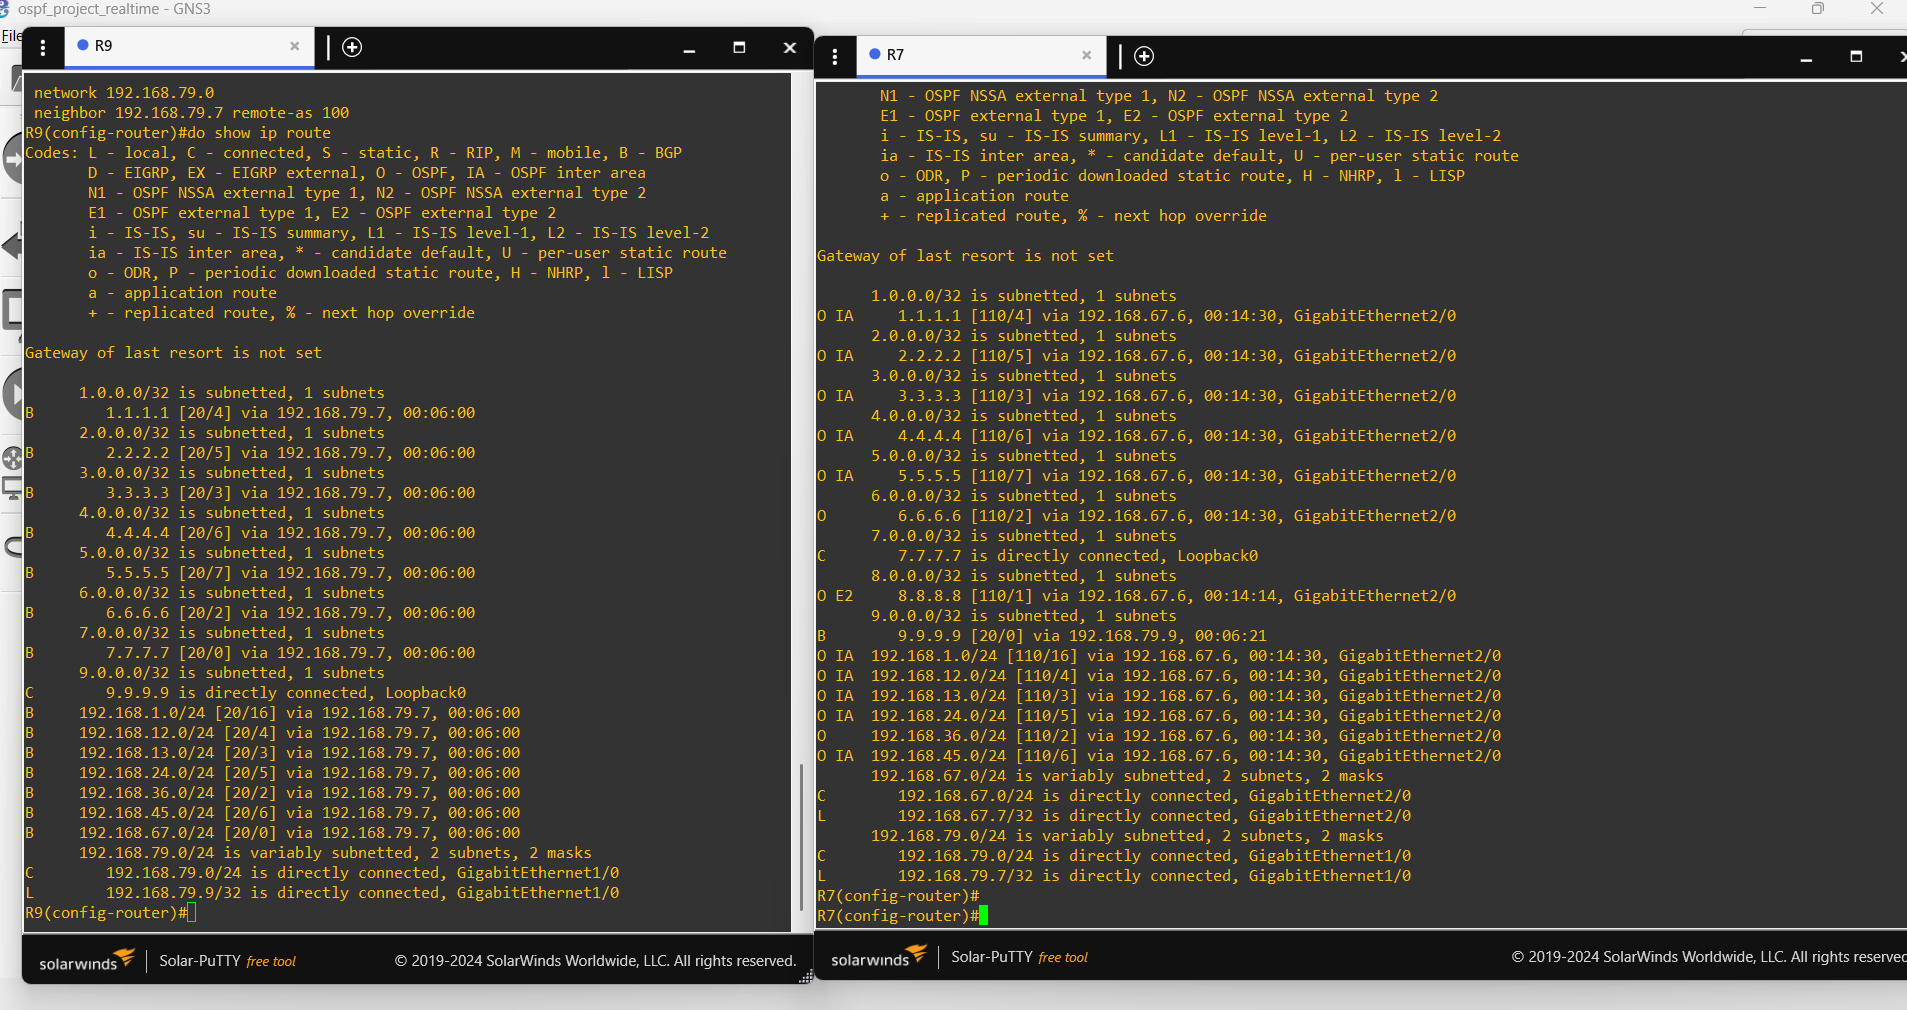 ospf_project_realtime - GNS3
File
R9
network 192.168.79.0
neighbor 192.168.79.7 remote-as 100
R9(config-router)#do show ip route
Codes: L - local, C - connected, S - static, R - RIP, M - mobile, B - BGP
D - EIGRP, EX - EIGRP external, O - OSPF, IA - OSPF inter area
N1 - OSPF NSSA external type 1, N2 - OSPF NSSA external type 2
E1 - OSPF external type 1, E2 - OSPF external type 2
i - IS-IS, su - IS-IS summary, L1 - IS-IS level-1, L2 - IS-IS level-2
ia - IS-IS inter area, * - candidate default, U - per-user static route
o - ODR, P - periodic downloaded static route, H - NHRP, l - LISP
a - application route
+ - replicated route, % - next hop override
Gateway of last resort is not set
1.0.0.0/32 is subnetted, 1 subnets
B 1.1.1.1 [20/4] via 192.168.79.7, 00:06:00
2.0.0.0/32 is subnetted, 1 subnets
B 2.2.2.2 [20/5] via 192.168.79.7, 00:06:00
3.0.0.0/32 is subnetted, 1 subnets
B 3.3.3.3 [20/3] via 192.168.79.7, 00:06:00
4.0.0.0/32 is subnetted, 1 subnets
B 4.4.4.4 [20/6] via 192.168.79.7, 00:06:00
5.0.0.0/32 is subnetted, 1 subnets
B 5.5.5.5 [20/7] via 192.168.79.7, 00:06:00
6.0.0.0/32 is subnetted, 1 subnets
B 6.6.6.6 [20/2] via 192.168.79.7, 00:06:00
7.0.0.0/32 is subnetted, 1 subnets
B 7.7.7.7 [20/0] via 192.168.79.7, 00:06:00
9.0.0.0/32 is subnetted, 1 subnets
C 9.9.9.9 is directly connected, Loopback0
B 192.168.1.0/24 [20/16] via 192.168.79.7, 00:06:00
B 192.168.12.0/24 [20/4] via 192.168.79.7, 00:06:00
B 192.168.13.0/24 [20/3] via 192.168.79.7, 00:06:00
B 192.168.24.0/24 [20/5] via 192.168.79.7, 00:06:00
B 192.168.36.0/24 [20/2] via 192.168.79.7, 00:06:00
B 192.168.45.0/24 [20/6] via 192.168.79.7, 00:06:00
B 192.168.67.0/24 [20/0] via 192.168.79.7, 00:06:00
192.168.79.0/24 is variably subnetted, 2 subnets, 2 masks
C 192.168.79.0/24 is directly connected, GigabitEthernet1/0
L 192.168.79.9/32 is directly connected, GigabitEthernet1/0
R9(config-router)#
solarwinds Solar-PuTTY free tool © 2019-2024 SolarWinds Worldwide, LLC. All rights reserved.
R7
N1 - OSPF NSSA external type 1, N2 - OSPF NSSA external type 2
E1 - OSPF external type 1, E2 - OSPF external type 2
i - IS-IS, su - IS-IS summary, L1 - IS-IS level-1, L2 - IS-IS level-2
ia - IS-IS inter area, * - candidate default, U - per-user static route
o - ODR, P - periodic downloaded static route, H - NHRP, l - LISP
a - application route
+ - replicated route, % - next hop override
Gateway of last resort is not set
1.0.0.0/32 is subnetted, 1 subnets
O IA 1.1.1.1 [110/4] via 192.168.67.6, 00:14:30, GigabitEthernet2/0
2.0.0.0/32 is subnetted, 1 subnets
O IA 2.2.2.2 [110/5] via 192.168.67.6, 00:14:30, GigabitEthernet2/0
3.0.0.0/32 is subnetted, 1 subnets
O IA 3.3.3.3 [110/3] via 192.168.67.6, 00:14:30, GigabitEthernet2/0
4.0.0.0/32 is subnetted, 1 subnets
O IA 4.4.4.4 [110/6] via 192.168.67.6, 00:14:30, GigabitEthernet2/0
5.0.0.0/32 is subnetted, 1 subnets
O IA 5.5.5.5 [110/7] via 192.168.67.6, 00:14:30, GigabitEthernet2/0
6.0.0.0/32 is subnetted, 1 subnets
O 6.6.6.6 [110/2] via 192.168.67.6, 00:14:30, GigabitEthernet2/0
7.0.0.0/32 is subnetted, 1 subnets
C 7.7.7.7 is directly connected, Loopback0
8.0.0.0/32 is subnetted, 1 subnets
O E2 8.8.8.8 [110/1] via 192.168.67.6, 00:14:14, GigabitEthernet2/0
9.0.0.0/32 is subnetted, 1 subnets
B 9.9.9.9 [20/0] via 192.168.79.9, 00:06:21
O IA 192.168.1.0/24 [110/16] via 192.168.67.6, 00:14:30, GigabitEthernet2/0
O IA 192.168.12.0/24 [110/4] via 192.168.67.6, 00:14:30, GigabitEthernet2/0
O IA 192.168.13.0/24 [110/3] via 192.168.67.6, 00:14:30, GigabitEthernet2/0
O IA 192.168.24.0/24 [110/5] via 192.168.67.6, 00:14:30, GigabitEthernet2/0
O 192.168.36.0/24 [110/2] via 192.168.67.6, 00:14:30, GigabitEthernet2/0
O IA 192.168.45.0/24 [110/6] via 192.168.67.6, 00:14:30, GigabitEthernet2/0
192.168.67.0/24 is variably subnetted, 2 subnets, 2 masks
C 192.168.67.0/24 is directly connected, GigabitEthernet2/0
L 192.168.67.7/32 is directly connected, GigabitEthernet2/0
192.168.79.0/24 is variably subnetted, 2 subnets, 2 masks
C 192.168.79.0/24 is directly connected, GigabitEthernet1/0
L 192.168.79.7/32 is directly connected, GigabitEthernet1/0
R7(config-router)#
R7(config-router)#
solarwinds Solar-PuTTY free tool © 2019-2024 SolarWinds Worldwide, LLC. All rights reserved